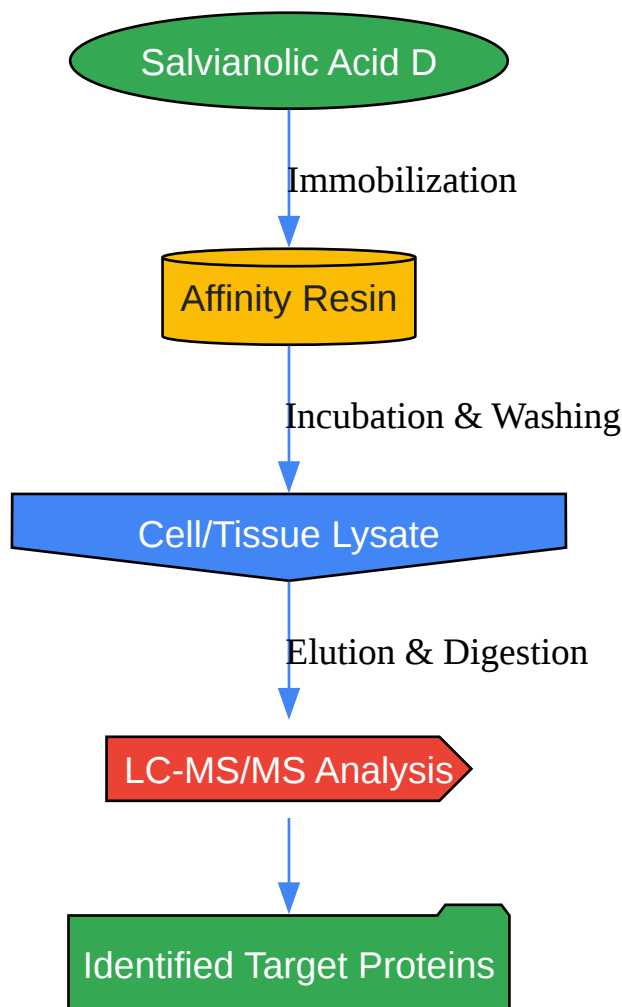 Salvianolic Acid D
Immobilization
Affinity Resin
Incubation & Washing
Cell/Tissue Lysate
Elution & Digestion
LC-MS/MS Analysis
Identified Target Proteins